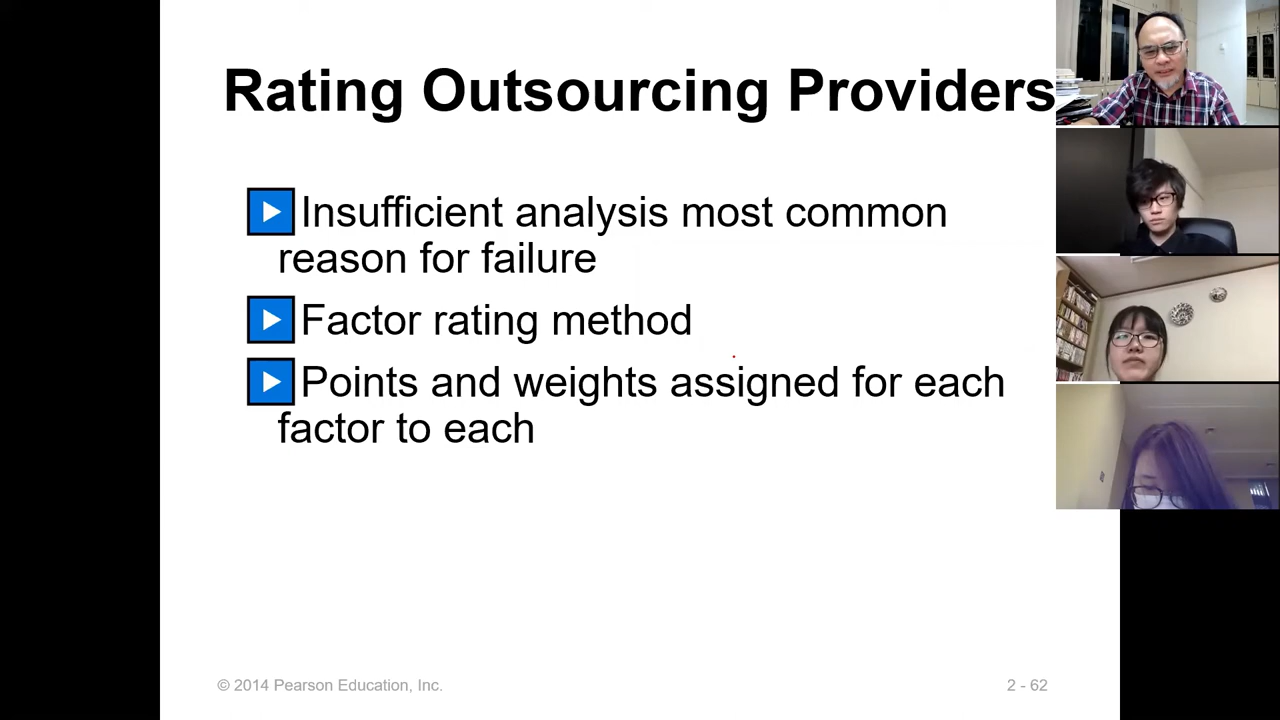 Rating Outsourcing Providers
Insufficient analysis most common
reason for failure
Factor rating method
Points and weights assigned for each
factor to each
© 2014 Pearson Education, Inc.
2 - 62